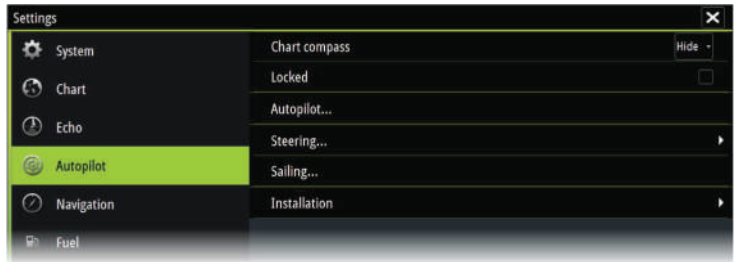 Settings
System
Chart
Echo
Autopilot
Navigation
Fuel
Chart compass Hide
Locked
Autopilot...
Steering...
Sailing...
Installation